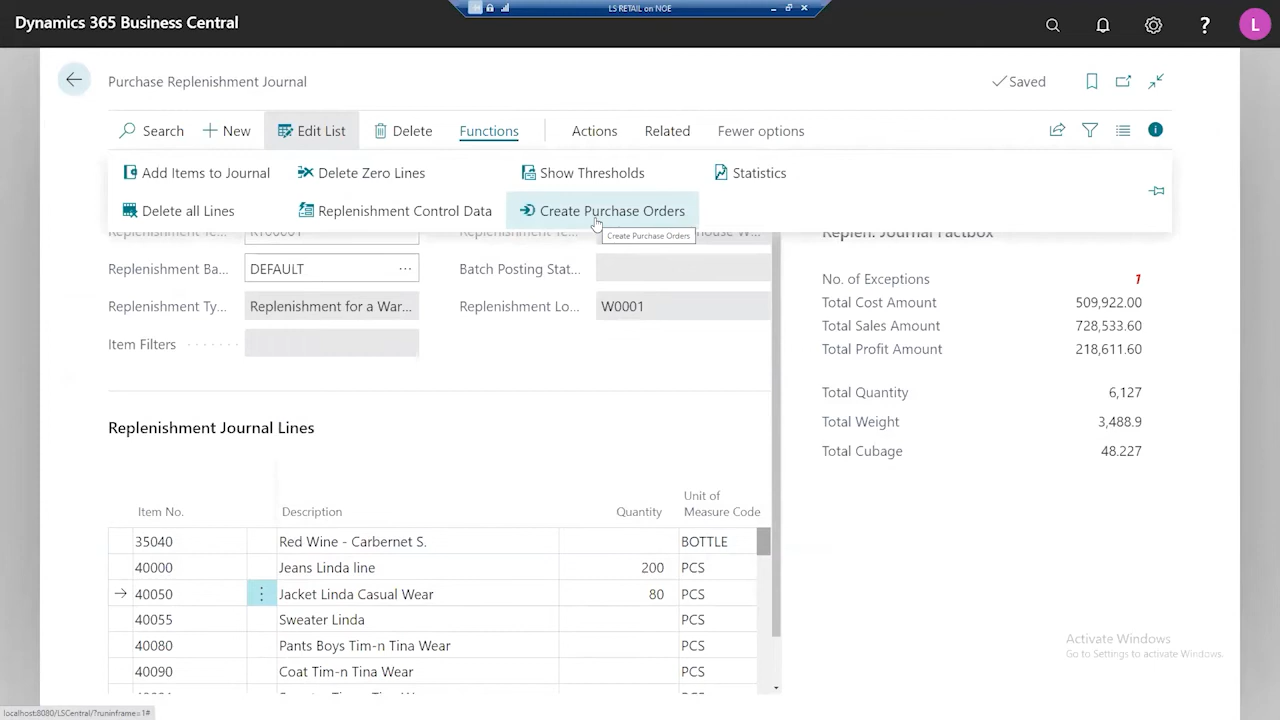 LS RETAIL on NOE
Dynamics 365 Business Central
?
L
Purchase Replenishment Journal
Saved
Search
New
Edit List
Delete
Functions
Actions
Related
Fewer options
Add Items to Journal
Delete Zero Lines
Show Thresholds
Statistics
Delete all Lines
Replenishment Control Data
Create Purchase Orders
Create Purchase Orders
Replen. Journal Factbox
Replenishment Ba...
DEFAULT
...
Batch Posting Stat...
Replenishment Ty...
Replenishment for a War...
Replenishment Lo...
W0001
Item Filters
No. of Exceptions 1
Total Cost Amount 509,922.00
Total Sales Amount 728,533.60
Total Profit Amount 218,611.60
Total Quantity 6,127
Total Weight 3,488.9
Total Cubage 48.227
Replenishment Journal Lines
Item No. Description Quantity Unit of
Measure Code
35040 Red Wine - Carbernet S. BOTTLE
40000 Jeans Linda line 200 PCS
40050 Jacket Linda Casual Wear 80 PCS
40055 Sweater Linda PCS
40080 Pants Boys Tim-n Tina Wear PCS
40090 Coat Tim-n Tina Wear PCS
Activate Windows
Go to Settings to activate Windows.
localhost:8080/LSCentral/?runinframe=1#